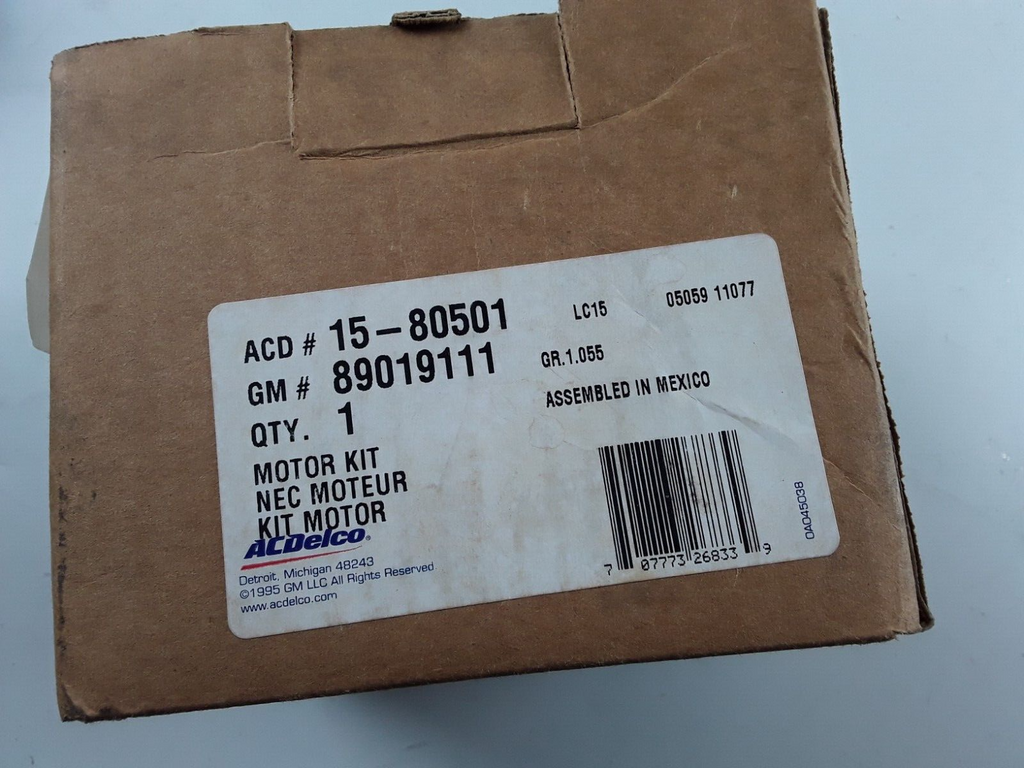 ACD # 15-80501
LC15
05059 11077
GM # 89019111
GR.1.055
QTY. 1
ASSEMBLED IN MEXICO
MOTOR KIT
NEC MOTEUR
KIT MOTOR
ACDelco®
Detroit, Michigan 48243
©1995 GM LLC All Rights Reserved
www.acdelco.com
7 07773 26833 9
0A045038